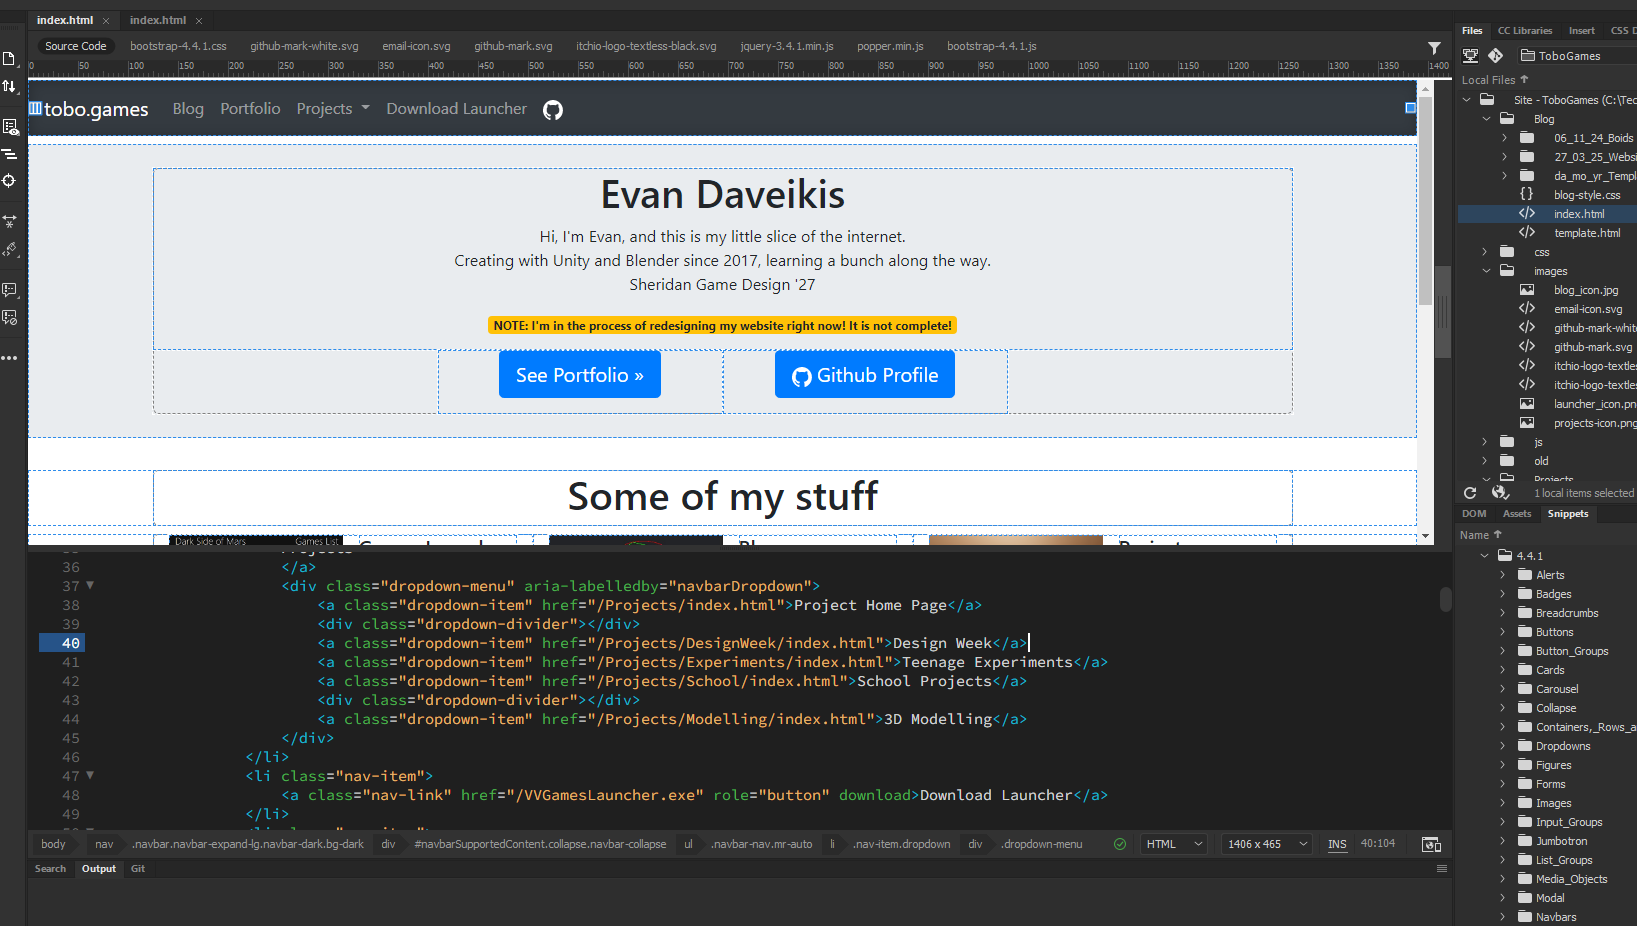 index.html × index.html ×
Source Code bootstrap-4.4.1.css github-mark-white.svg email-icon.svg github-mark.svg itchio-logo-textless-black.svg jquery-3.4.1.min.js popper.min.js bootstrap-4.4.1.js
0 50 100 150 200 250 300 350 400 450 500 550 600 650 700 750 800 850 900 950 1000 1050 1100 1150 1200 1250 1300 1350 1400
tobo.games Blog Portfolio Projects Download Launcher
Evan Daveikis
Hi, I'm Evan, and this is my little slice of the internet.
Creating with Unity and Blender since 2017, learning a bunch along the way.
Sheridan Game Design '27
NOTE: I'm in the process of redesigning my website right now! It is not complete!
See Portfolio »
Github Profile
Some of my stuff
Dark Side of Mars Games List
Projects
36 </a>
37 <div class="dropdown-menu" aria-labelledby="navbarDropdown">
38 <a class="dropdown-item" href="/Projects/index.html">Project Home Page</a>
39 <div class="dropdown-divider"></div>
40 <a class="dropdown-item" href="/Projects/DesignWeek/index.html">Design Week</a>
41 <a class="dropdown-item" href="/Projects/Experiments/index.html">Teenage Experiments</a>
42 <a class="dropdown-item" href="/Projects/School/index.html">School Projects</a>
43 <div class="dropdown-divider"></div>
44 <a class="dropdown-item" href="/Projects/Modelling/index.html">3D Modelling</a>
45 </div>
46 </li>
47 <li class="nav-item">
48 <a class="nav-link" href="/VVGamesLauncher.exe" role="button" download>Download Launcher</a>
49 </li>
body nav .navbar.navbar-expand-lg.navbar-dark.bg-dark div #navbarSupportedContent.collapse.navbar-collapse ul .navbar-nav.mr-auto li .nav-item.dropdown div .dropdown-menu HTML 1406 x 465 INS 40:104
Search Output Git
Files CC Libraries Insert CSS D
ToboGames
Local Files
Site - ToboGames (C:\Tec
Blog
06_11_24_Boids
27_03_25_Websi
da_mo_yr_Templ
blog-style.css
index.html
template.html
css
images
blog_icon.jpg
email-icon.svg
github-mark-white
github-mark.svg
itchio-logo-textles
itchio-logo-textles
launcher_icon.pn
projects-icon.png
js
old
Projects
1 local items selected
DOM Assets Snippets
Name
4.4.1
Alerts
Badges
Breadcrumbs
Buttons
Button_Groups
Cards
Carousel
Collapse
Containers,_Rows_a
Dropdowns
Figures
Forms
Images
Input_Groups
Jumbotron
List_Groups
Media_Objects
Modal
Navbars